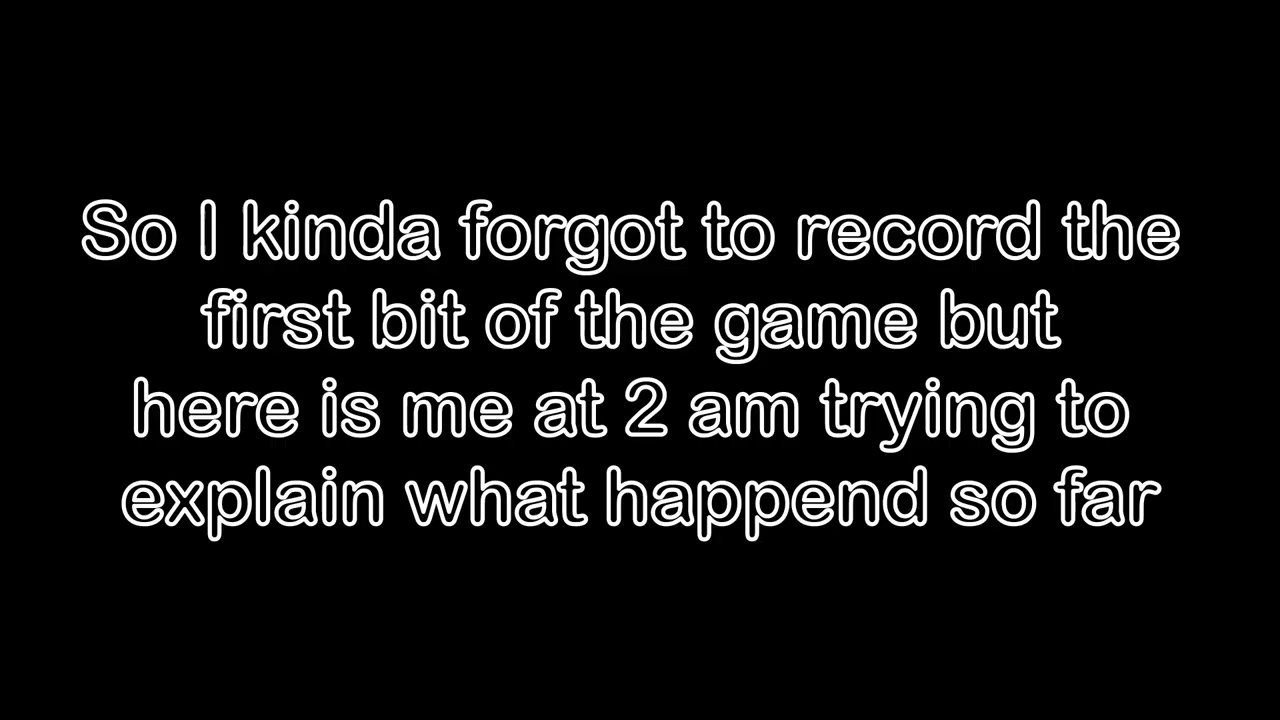 So I kinda forgot to record the
first bit of the game but
here is me at 2 am trying to
explain what happend so far